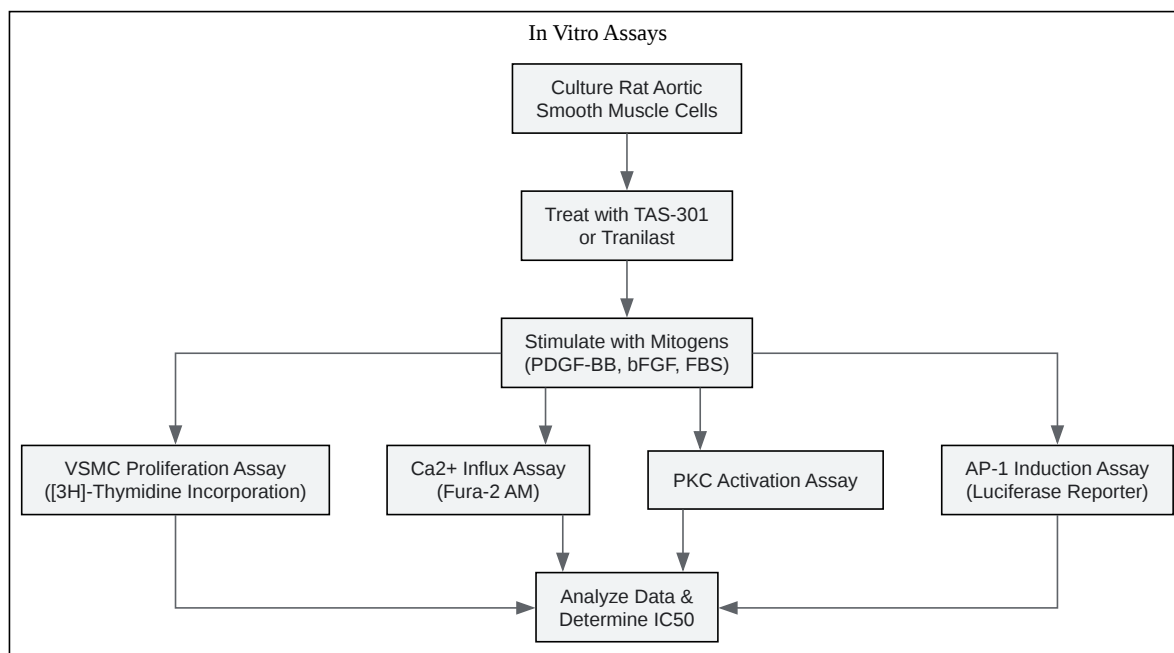 In Vitro Assays
Culture Rat Aortic
Smooth Muscle Cells
Treat with TAS-301
or Tranilast
Stimulate with Mitogens
(PDGF-BB, bFGF, FBS)
VSMC Proliferation Assay
([3H]-Thymidine Incorporation)
Ca2+ Influx Assay
(Fura-2 AM)
PKC Activation Assay
AP-1 Induction Assay
(Luciferase Reporter)
Analyze Data &
Determine IC50